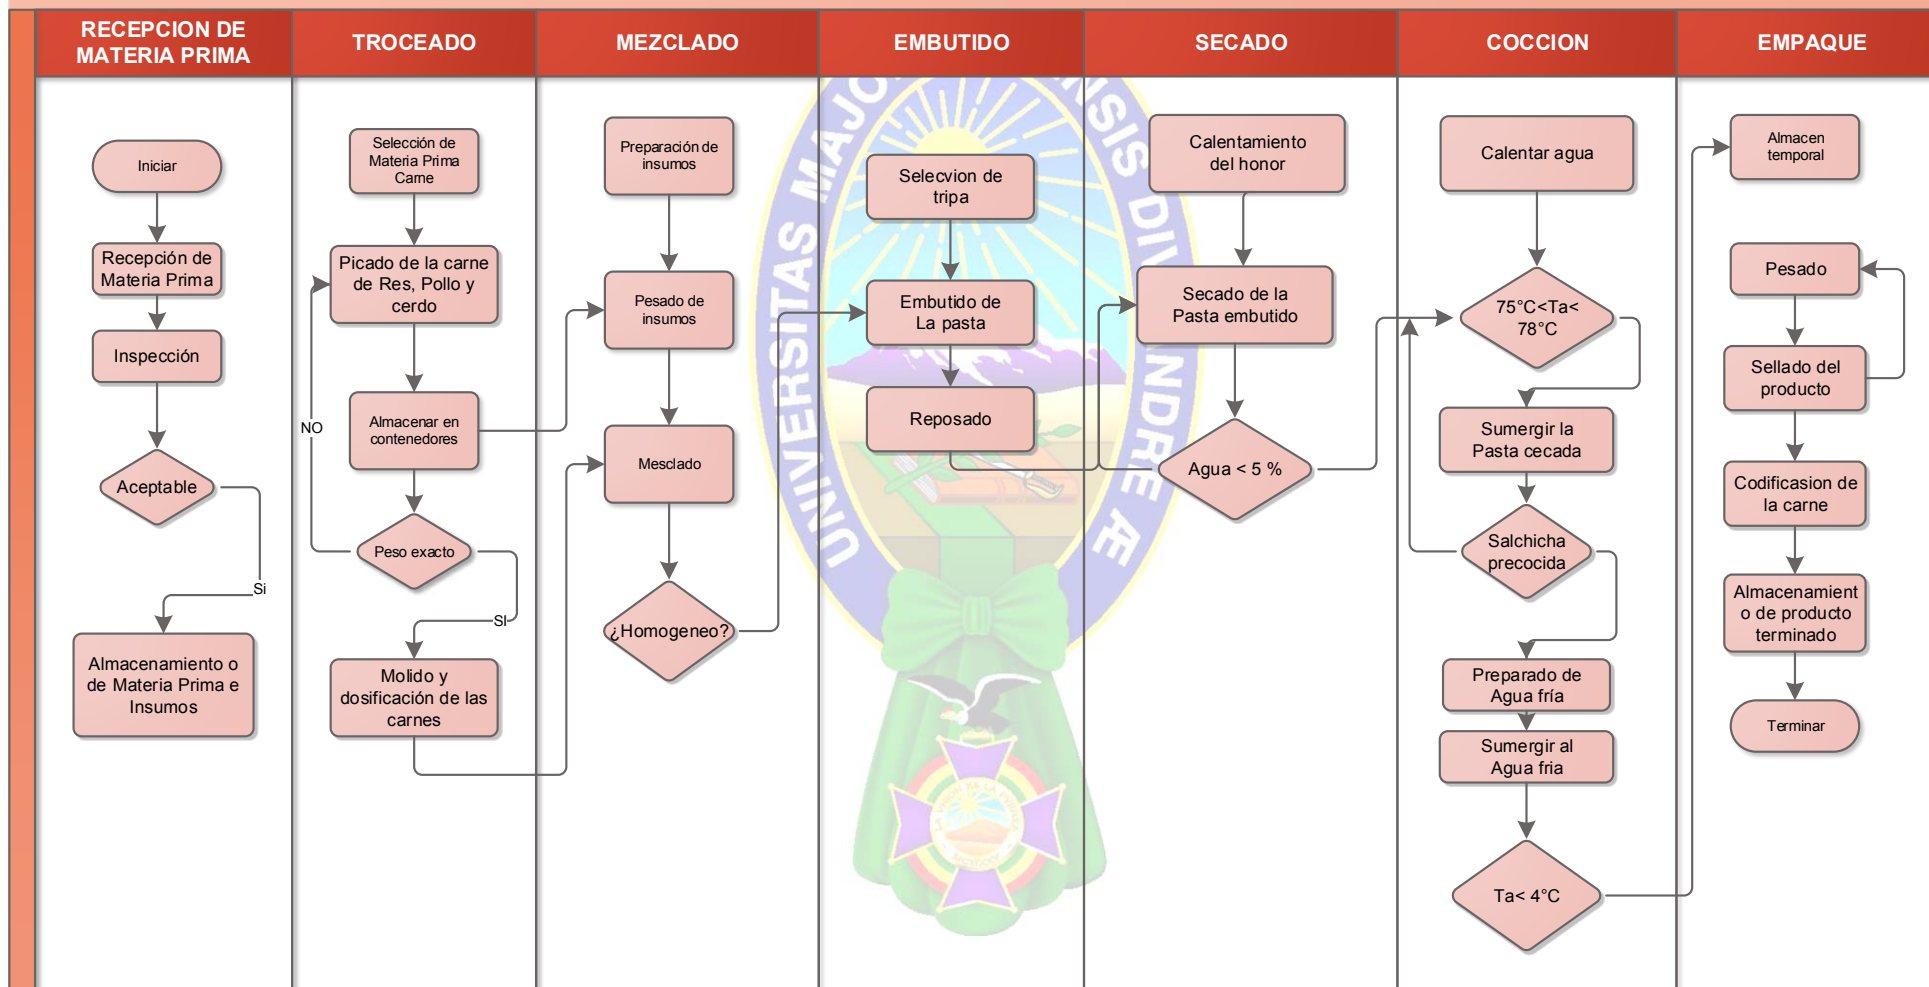 RECEPCION DE
MATERIA PRIMA
TROCEADO
MEZCLADO
EMBUTIDO
SECADO
COCCION
EMPAQUE
Iniciar
Recepción de
Materia Prima
Inspección
Aceptable
Si
Almacenamiento o
de Materia Prima e
Insumos
Selección de
Materia Prima
Carne
Picado de la carne
de Res, Pollo y
cerdo
Almacenar en
contenedores
NO
Peso exacto
SI
Molido y
dosificación de las
carnes
Preparación de
insumos
Pesado de
insumos
Mesclado
¿Homogeneo?
Selecvion de
tripa
Embutido de
La pasta
Reposado
Calentamiento
del honor
Secado de la
Pasta embutido
Agua < 5 %
Calentar agua
75°C<Ta<
78°C
Sumergir la
Pasta cecada
Salchicha
precocida
Preparado de
Agua fría
Sumergir al
Agua fria
Ta< 4°C
Almacen
temporal
Pesado
Sellado del
producto
Codificasion de
la carne
Almacenamient
o de producto
terminado
Terminar
UNIVERSITAS MAJO
NSIS DIV
NDRE Æ